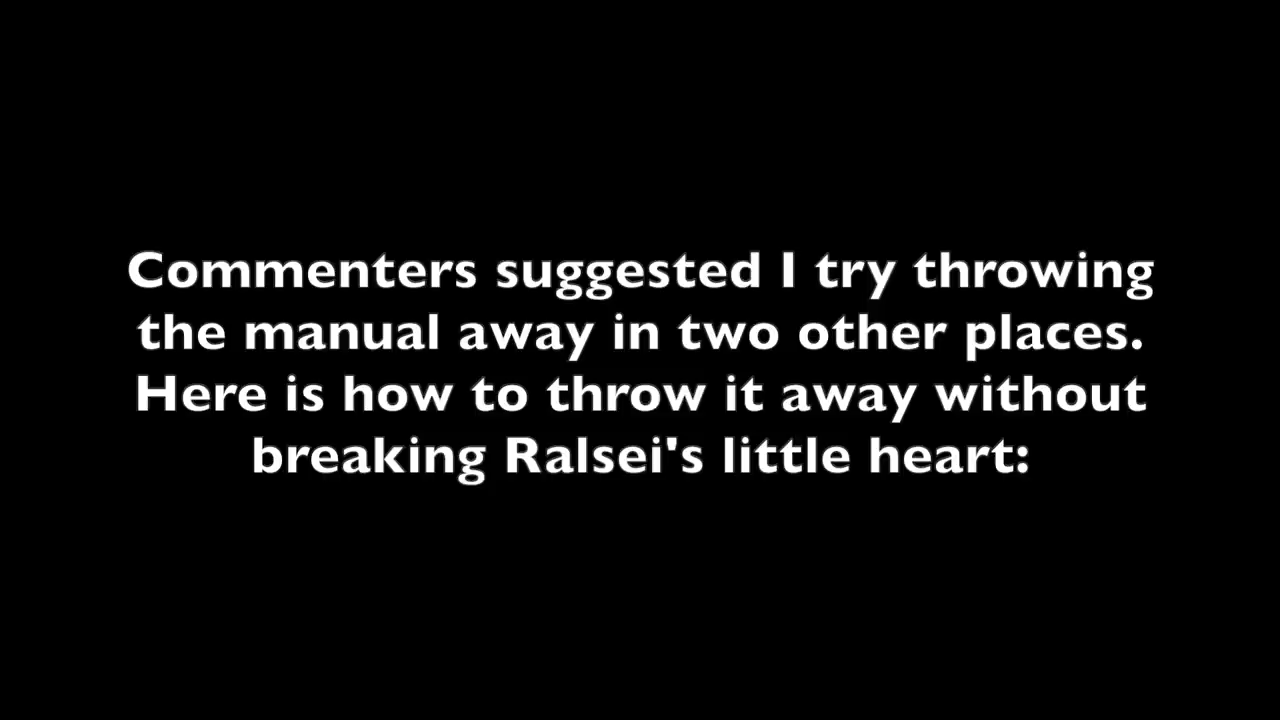 Commenters suggested I try throwing
the manual away in two other places.
Here is how to throw it away without
breaking Ralsei's little heart: